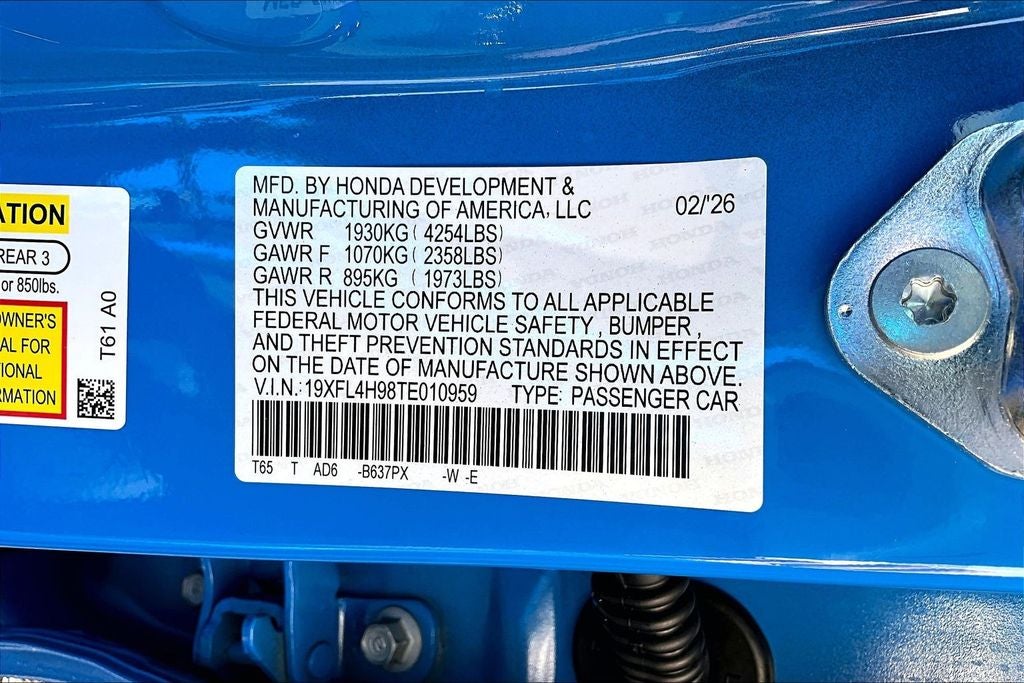 ATION
REAR 3
or 850lbs.
OWNER'S
AL FOR
TIONAL
RMATION
T61 A0
MFD. BY HONDA DEVELOPMENT &
MANUFACTURING OF AMERICA, LLC 02/'26
GVWR 1930KG ( 4254LBS)
GAWR F 1070KG ( 2358LBS)
GAWR R 895KG ( 1973LBS)
THIS VEHICLE CONFORMS TO ALL APPLICABLE
FEDERAL MOTOR VEHICLE SAFETY, BUMPER,
AND THEFT PREVENTION STANDARDS IN EFFECT
ON THE DATE OF MANUFACTURE SHOWN ABOVE.
V.I.N.: 19XFL4H98TE010959 TYPE: PASSENGER CAR
T65 T AD6 -B637PX -W -E